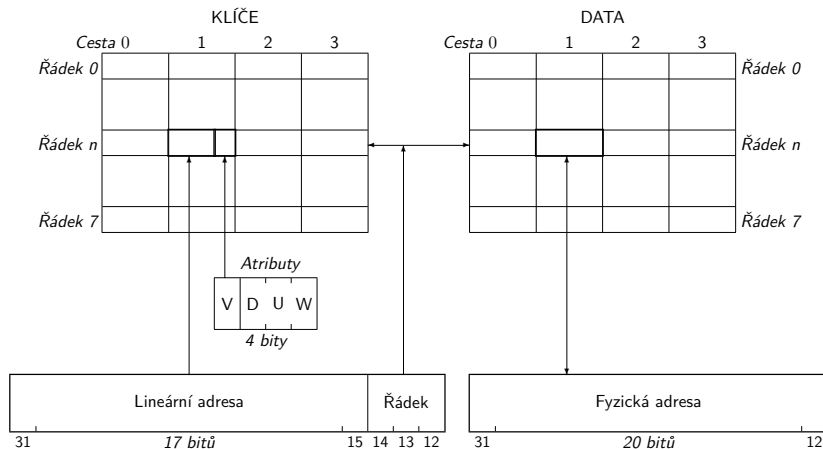 KLÍČE
DATA
Cesta 0 1 2 3
Cesta 0 1 2 3
Řádek 0
Řádek 0
Řádek n
Řádek n
Řádek 7
Řádek 7
Atributy
V D U W
4 bity
Lineární adresa
Řádek
Fyzická adresa
31 17 bitů 15 14 13 12
31 20 bitů 12